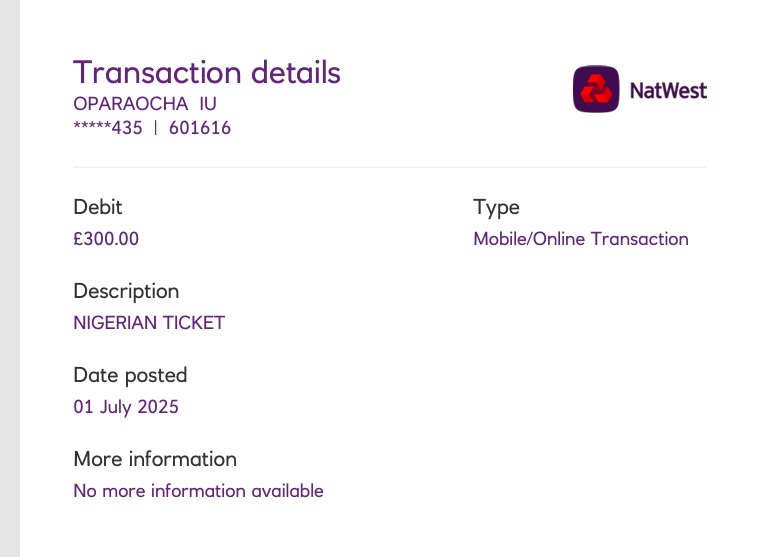 Transaction details
OPARAOCHA  IU
*****435  |  601616
NatWest
Debit
£300.00
Type
Mobile/Online Transaction
Description
NIGERIAN TICKET
Date posted
01 July 2025
More information
No more information available